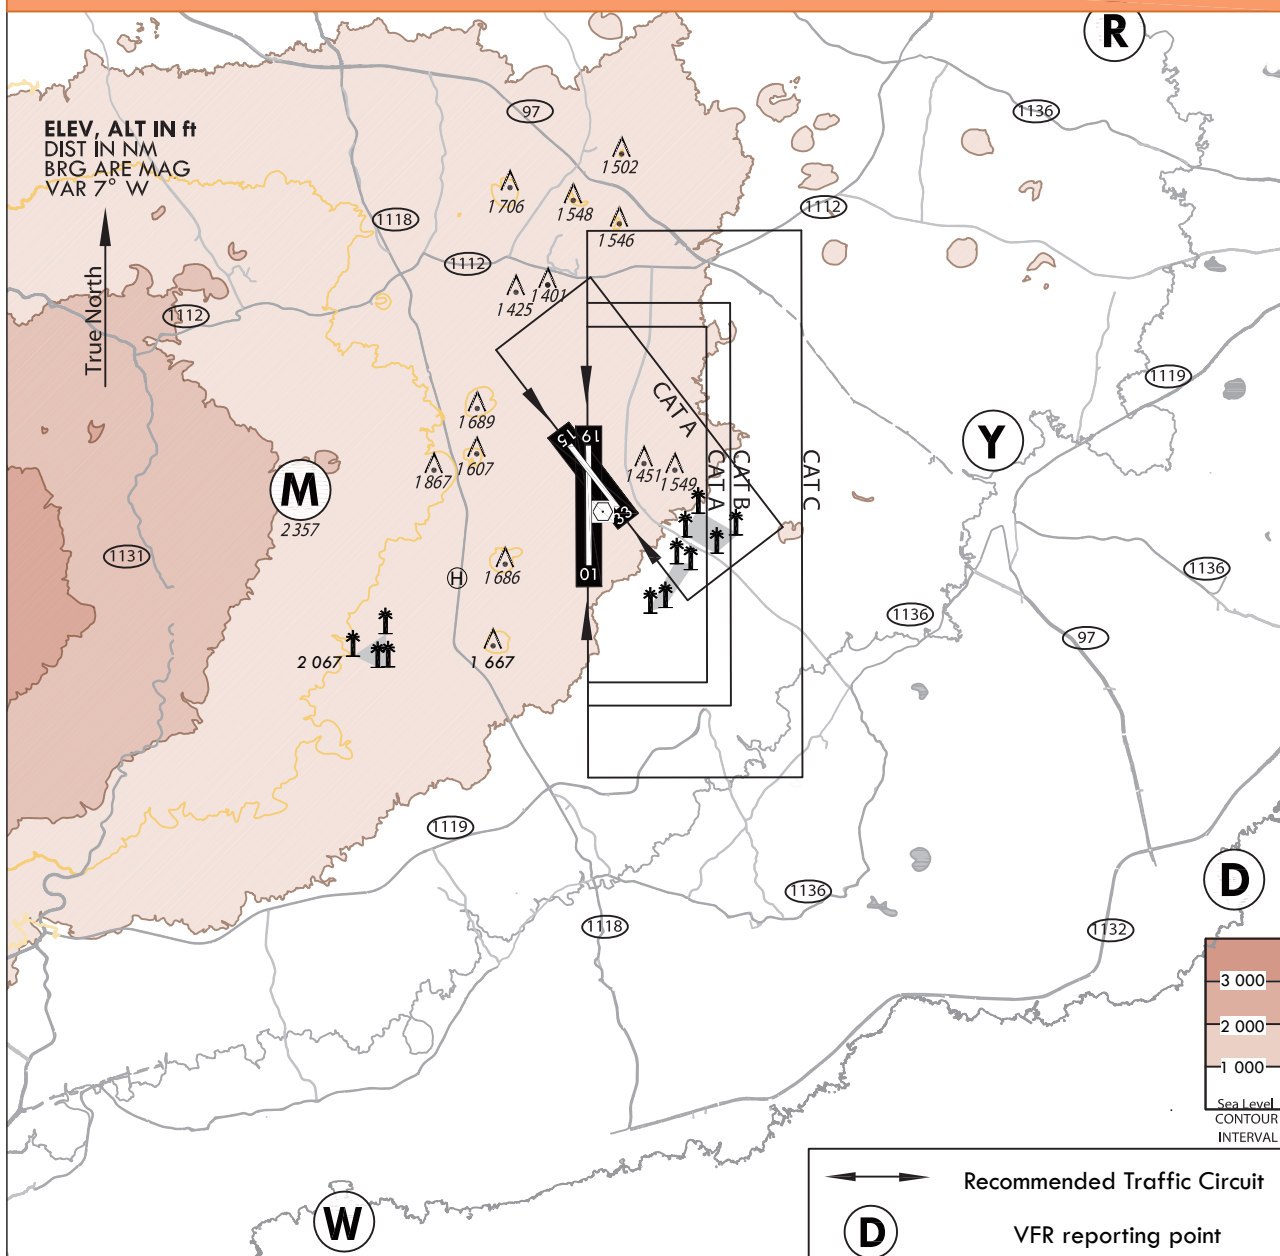 R
97
1136
ELEV, ALT IN ft
DIST IN NM
BRG ARE MAG
VAR 7° W
True North
1502
1706
1548
1546
1118
1112
1112
1425
1401
1112
CAT A
1119
1689
1607
1867
15
19
1451
1549
CAT A
CAT B
CAT C
Y
M
2357
33
01
1131
1686
H
1136
1136
97
2 067
1 667
1119
1136
D
1118
1132
3 000
2 000
1 000
Sea Level
CONTOUR
INTERVAL
Recommended Traffic Circuit
W
D
VFR reporting point